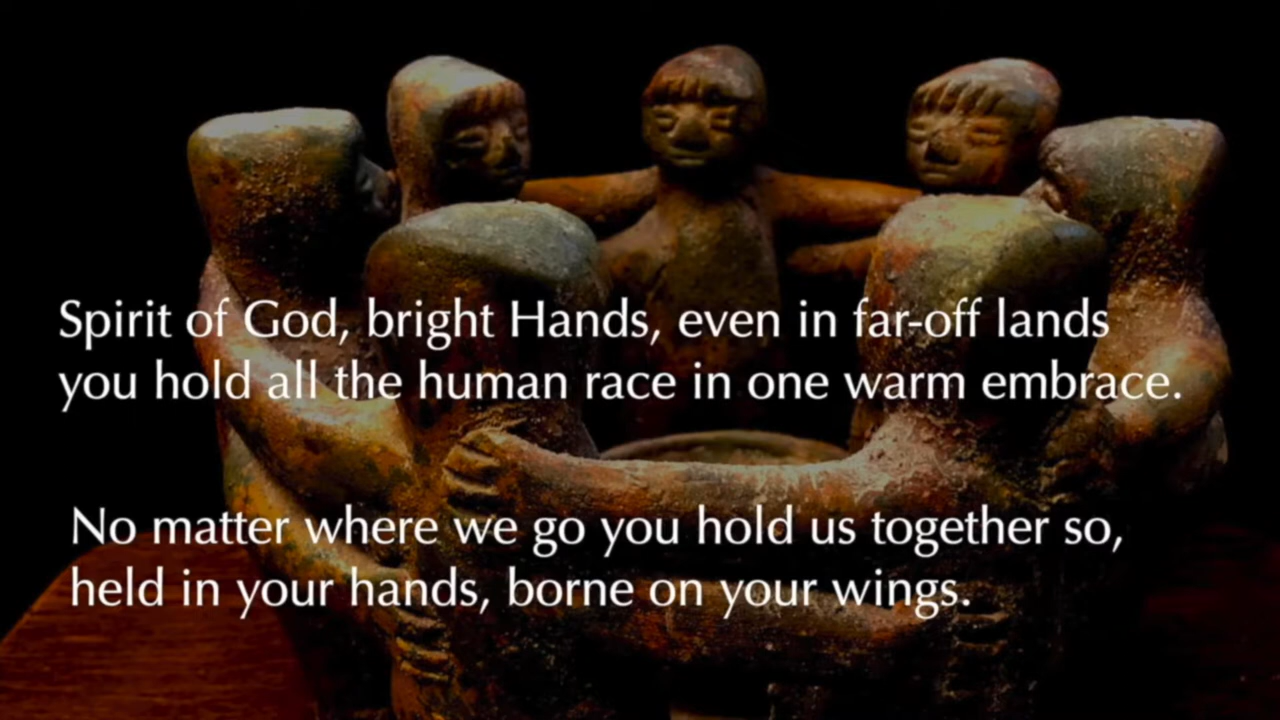 Spirit of God, bright Hands, even in far-off lands
you hold all the human race in one warm embrace.
No matter where we go you hold us together so,
held in your hands, borne on your wings.